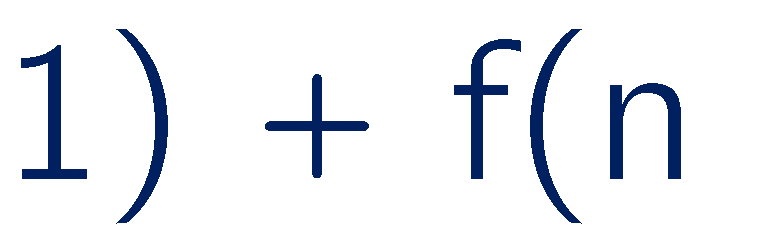 1) + f(n